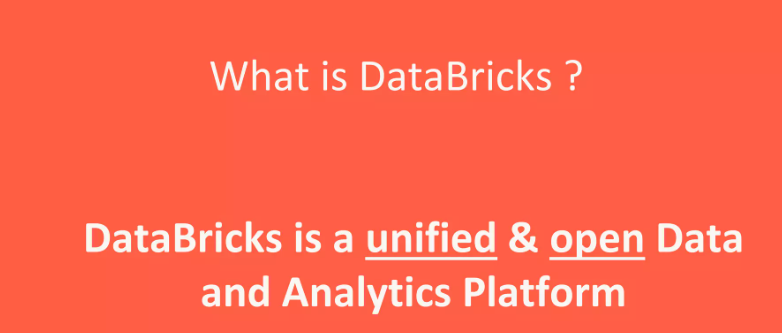 What is DataBricks ?
DataBricks is a unified & open Data
and Analytics Platform